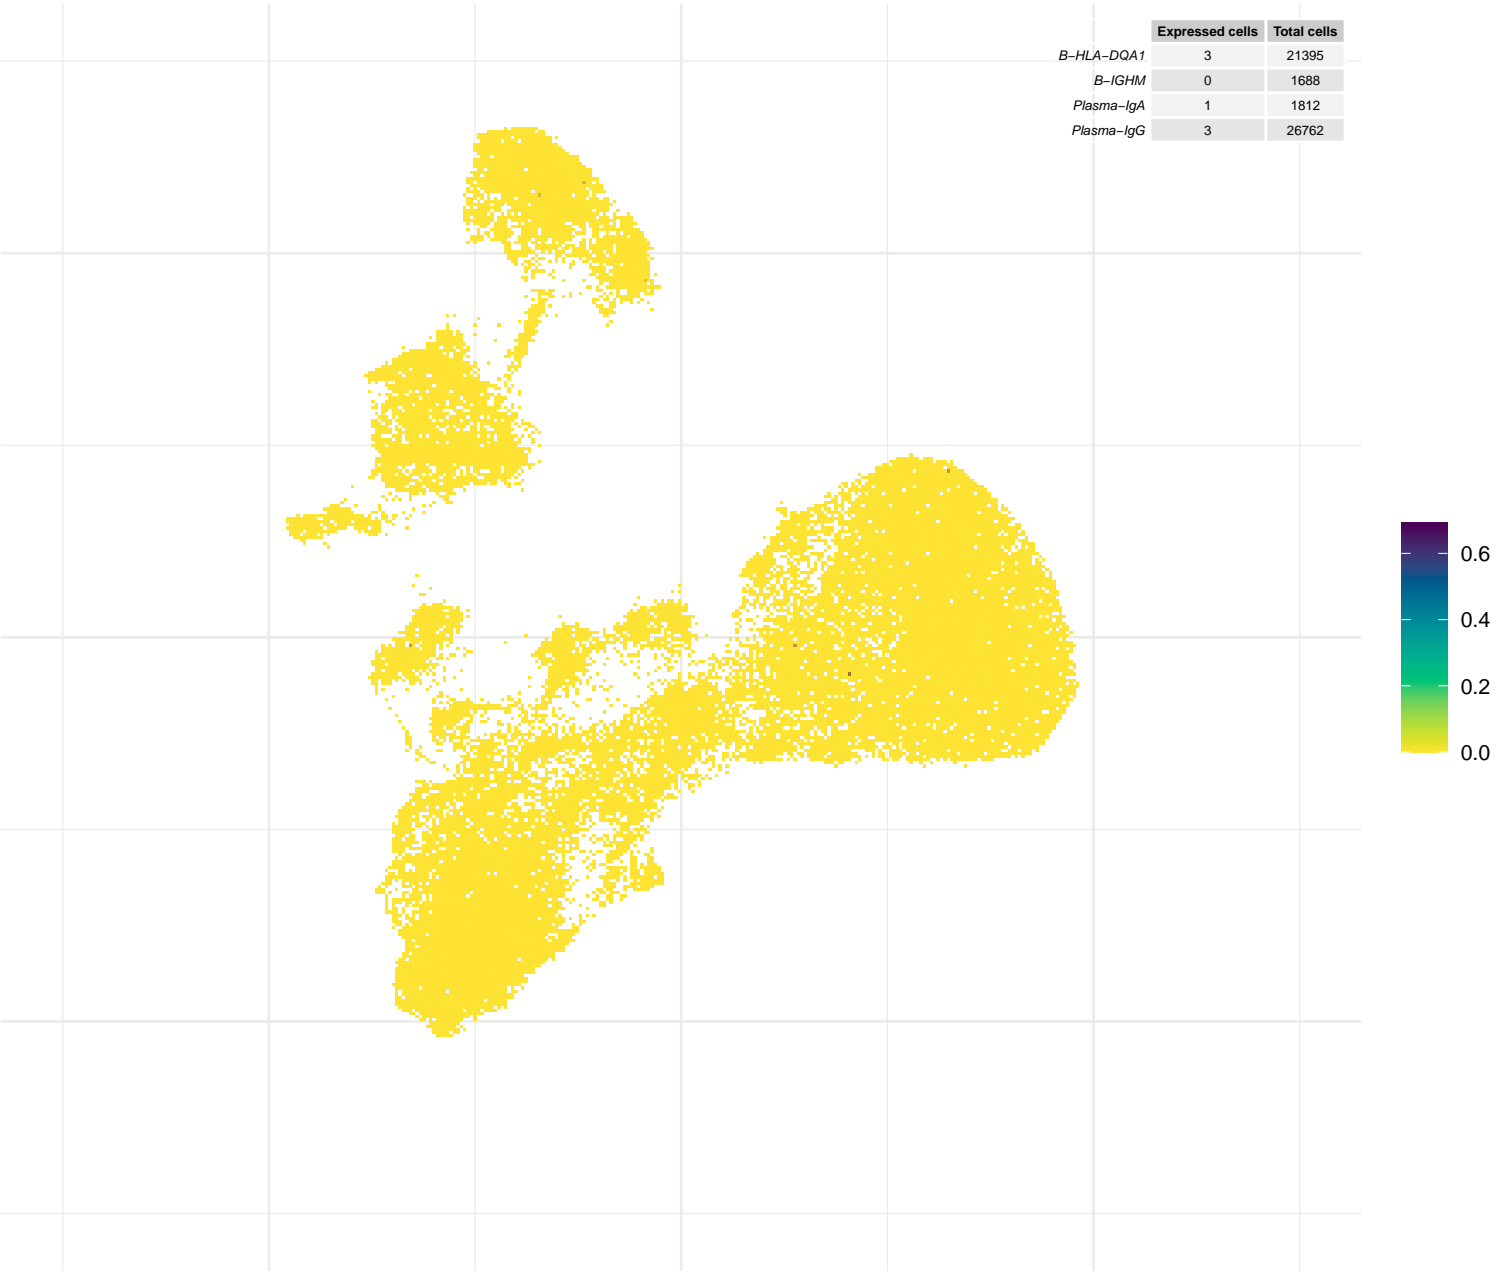 Expressed cells Total cells
B−HLA−DQA1 3 21395
B−IGHM 0 1688
Plasma−IgA 1 1812
Plasma−IgG 3 26762
0.6
0.4
0.2
0.0